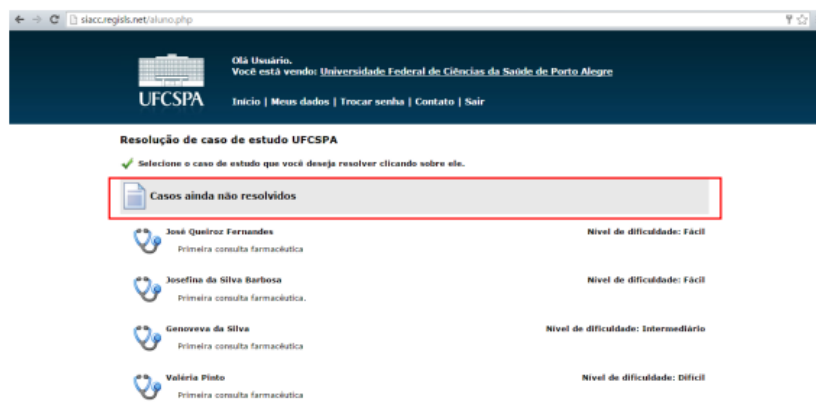 siacc.regisls.net/aluno.php
Olá Usuário.
Você está vendo: Universidade Federal de Ciências da Saúde de Porto Alegre
UFCSPA
Início | Meus dados | Trocar senha | Contato | Sair
Resolução de caso de estudo UFCSPA
Selecione o caso de estudo que você deseja resolver clicando sobre ele.
Casos ainda não resolvidos
José Queiroz Fernandes Nível de dificuldade: Fácil
Primeira consulta farmacêutica
Josefina da Silva Barbosa Nível de dificuldade: Fácil
Primeira consulta farmacêutica.
Genoveva da Silva Nível de dificuldade: Intermediário
Primeira consulta farmacêutica
Valéria Pinto Nível de dificuldade: Difícil
Primeira consulta farmacêutica